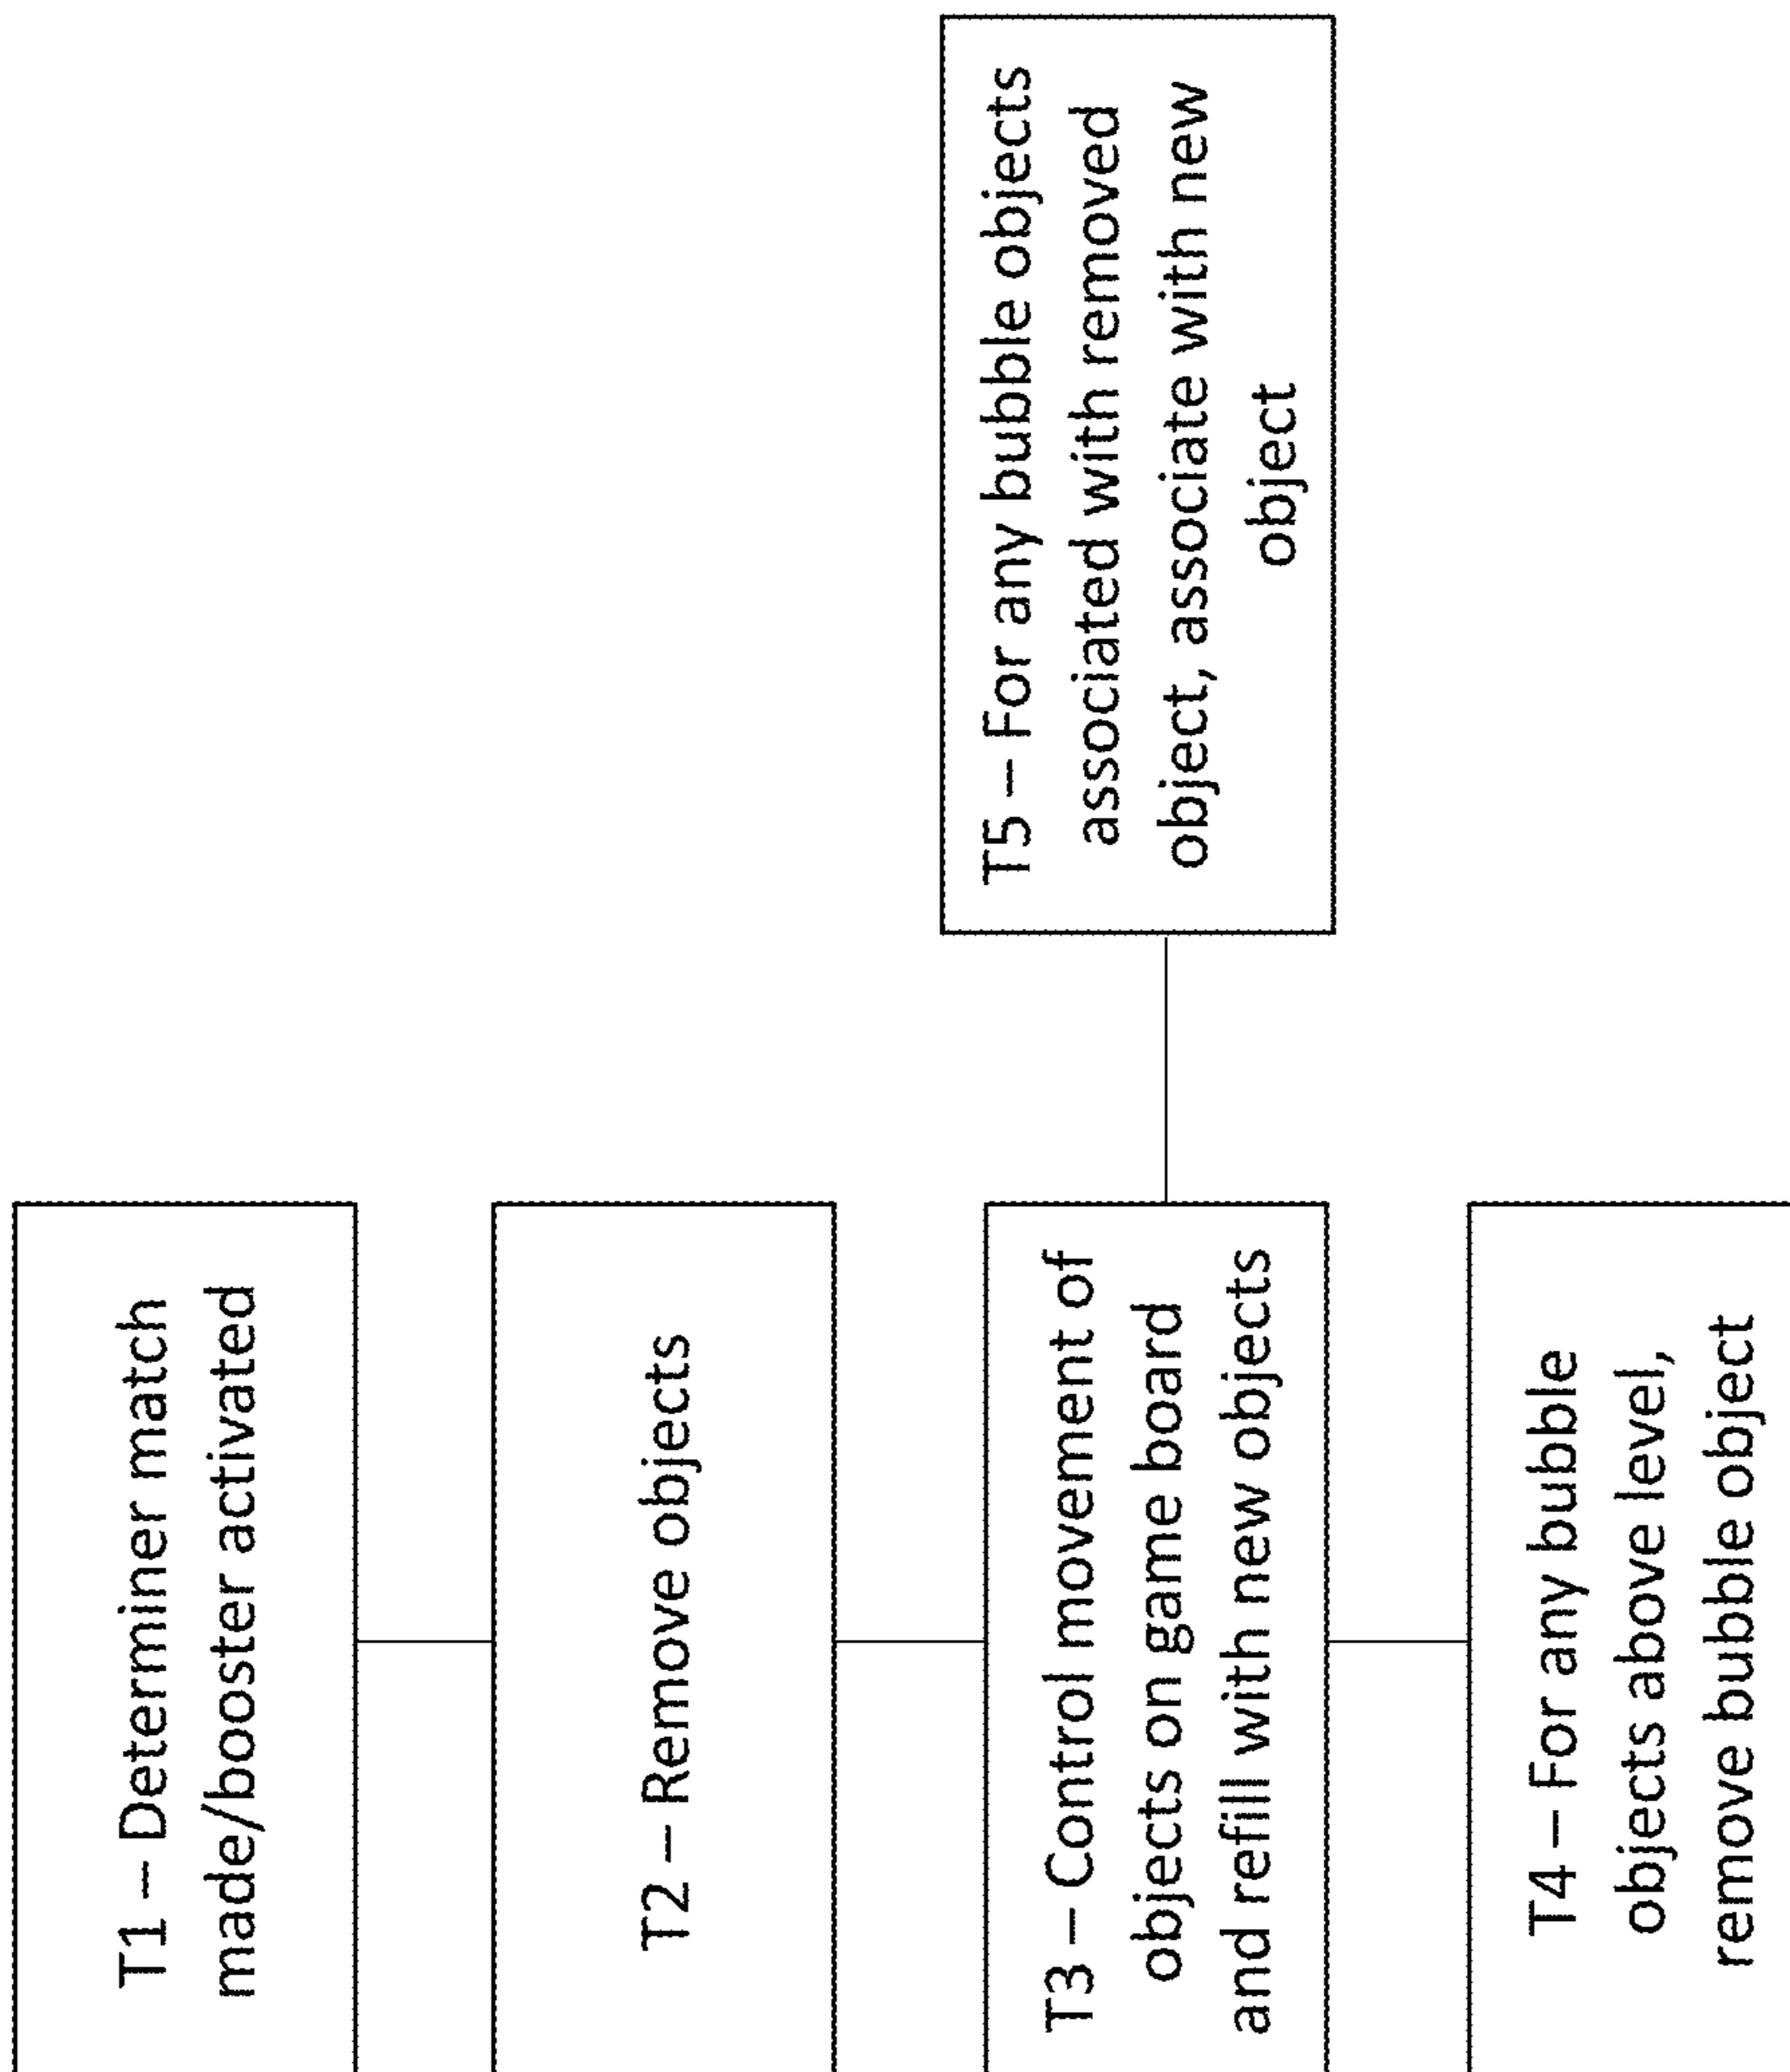 T1 – Determiner match
made/booster activated
T2 – Remove objects
T3 – Control movement of
objects on game board
and refill with new objects
T4 – For any bubble
objects above level,
remove bubble object
T5 – For any bubble objects
associated with removed
object, associate with new
object